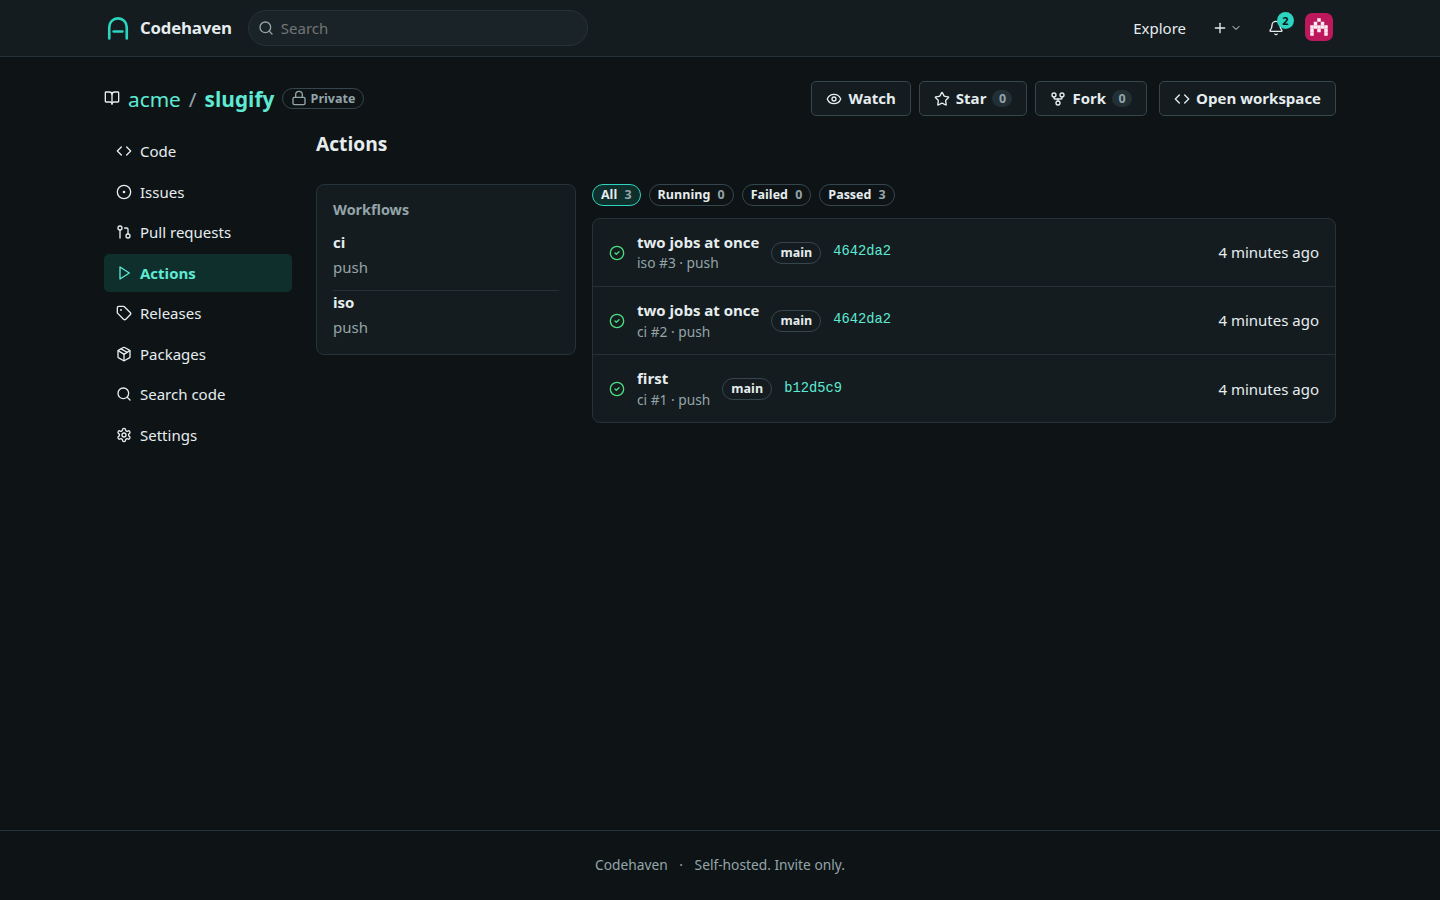 Codehaven
Search
Explore
2
acme / slugify Private
Watch
Star 0
Fork 0
Open workspace
Code
Issues
Pull requests
Actions
Releases
Packages
Search code
Settings
Actions
Workflows
ci
push
iso
push
All 3
Running 0
Failed 0
Passed 3
two jobs at once
iso #3 · push
main
4642da2
4 minutes ago
two jobs at once
ci #2 · push
main
4642da2
4 minutes ago
first
ci #1 · push
main
b12d5c9
4 minutes ago
Codehaven · Self-hosted. Invite only.